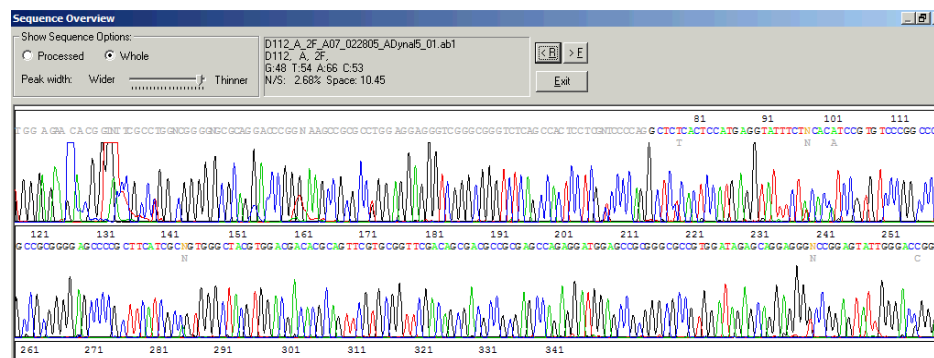 Sequence Overview
Show Sequence Options:
Processed Whole
Peak width: Wider Thinner
D112_A_2F_A07_022805_ADynal5_01.ab1
D112, A, 2F,
G:48 T:54 A:66 C:53
N/S: 2.68% Space: 10.45
< B > F
Exit
81 91 101 111
GCTCTCACTCCATGAGGTATTTCTNCACATCCGTGTCCCGGCCC
T N A
121 131 141 151 161 171 181 191 201 211 221 231 241 251
GCCGCGGGGAGCCCCGCTTCATCGCNGTGGGCTACGTGGACGACACGCAGTTCGTGCGGTTCGACAGCGACGCCGCGAGCCAGAGGATGGAGCCGCGGGCGCCGTGGATAGAGCAGGAGGGNCCGGAGTATTGGGACCGG
N N C
261 271 281 291 301 311 321 331 341